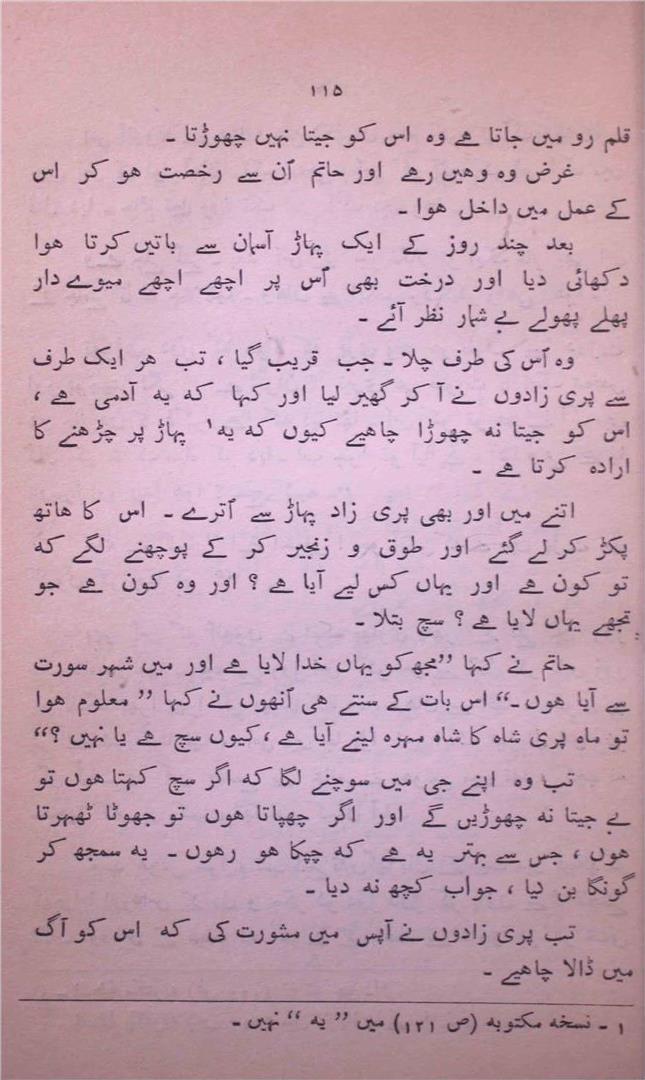 ۱۱۵
قلم رو میں جاتا ہے وہ اس کو جیتا نہیں چھوڑتا ۔
غرض وہ وہیں رہے اور حاتم اُن سے رخصت ہو کر اس
کے عمل میں داخل ہوا ۔
بعد چند روز کے ایک پہاڑ آسمان سے باتیں کرتا ہوا
دکھائی دیا اور درخت بھی اُس پر اچھے اچھے میوے دار
پھلے پھولے بے شمار نظر آئے ۔
وہ اُس کی طرف چلا ۔ جب قریب گیا ، تب ہر ایک طرف
سے پری زادوں نے آ کر گھیر لیا اور کہا کہ یہ آدمی ہے ،
اس کو جیتا نہ چھوڑا چاہیے کیوں کہ یہ۱ پہاڑ پر چڑھنے کا
ارادہ کرتا ہے ۔
اتنے میں اور بھی پری زاد پہاڑ سے اُترے ۔ اس کا ہاتھ
پکڑ کر لے گئے اور طوق و زنجیر کر کے پوچھنے لگے کہ
تو کون ہے اور یہاں کس لیے آیا ہے ؟ اور وہ کون ہے جو
تجھے یہاں لایا ہے ؟ سچ بتلا ۔
حاتم نے کہا ”مجھ کو یہاں خدا لایا ہے اور میں شہر سورت
سے آیا ہوں ۔“ اس بات کے سنتے ہی اُنھوں نے کہا ” معلوم ہوا
تو ماہ پری شاہ کا شاہ مہرہ لینے آیا ہے ، کیوں سچ ہے یا نہیں ؟“
تب وہ اپنے جی میں سوچنے لگا کہ اگر سچ کہتا ہوں تو
بے جیتا نہ چھوڑیں گے اور اگر چھپاتا ہوں تو جھوٹا ٹھہرتا
ہوں ، جس سے بہتر یہ ہے کہ چپکا ہو رہوں ۔ یہ سمجھ کر
گونگا بن گیا ، جواب کچھ نہ دیا ۔
تب پری زادوں نے آپس میں مشورت کی کہ اس کو آگ
میں ڈالا چاہیے ۔
۱ ۔ نسخہ مکتوبہ (ص ۱۲۱) میں ” یہ “ نہیں ۔